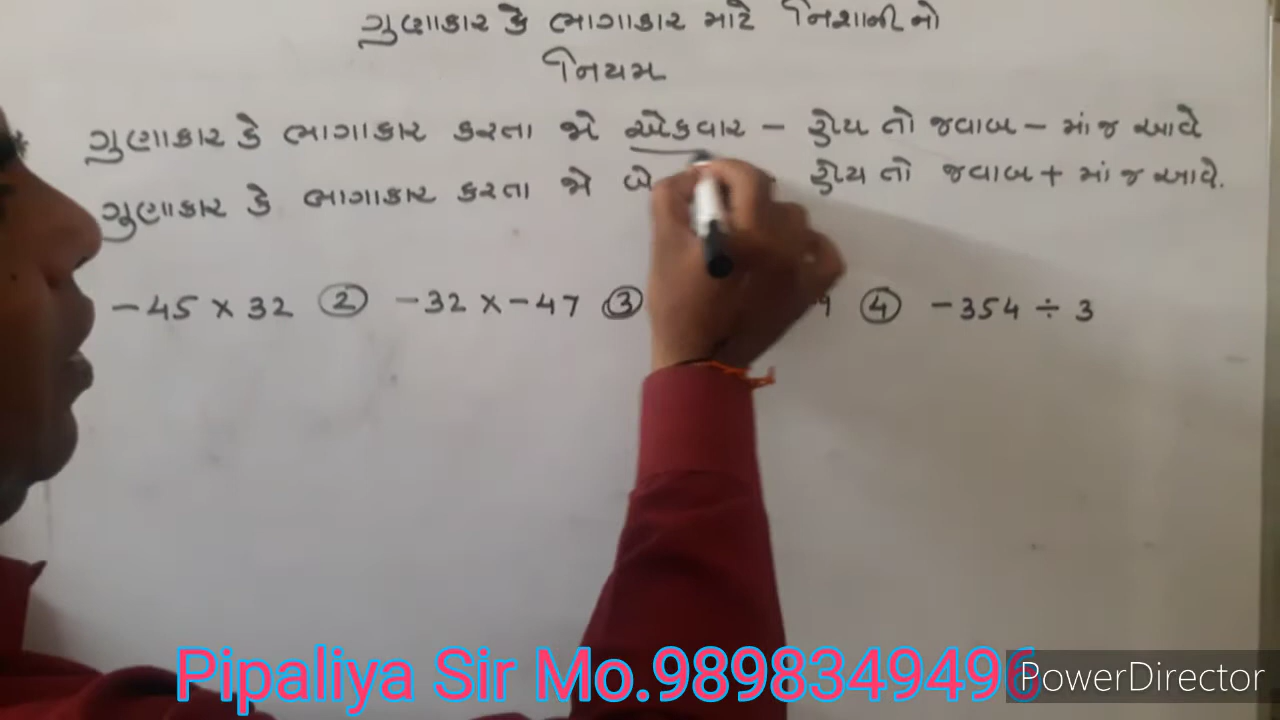 ગુણાકાર કે ભાગાકાર માટે નિશાની નો
નિયમ
* ગુણાકાર કે ભાગાકાર કરતા જો એકવાર - હોય તો જવાબ - માં જ આવે
ગુણાકાર કે ભાગાકાર કરતા જો હોય તો જવાબ + માં જ આવે.
-45 × 32 ② -32 × -47 ③ ④ -354 ÷ 3
Pipaliya Sir Mo.9898349496
PowerDirector